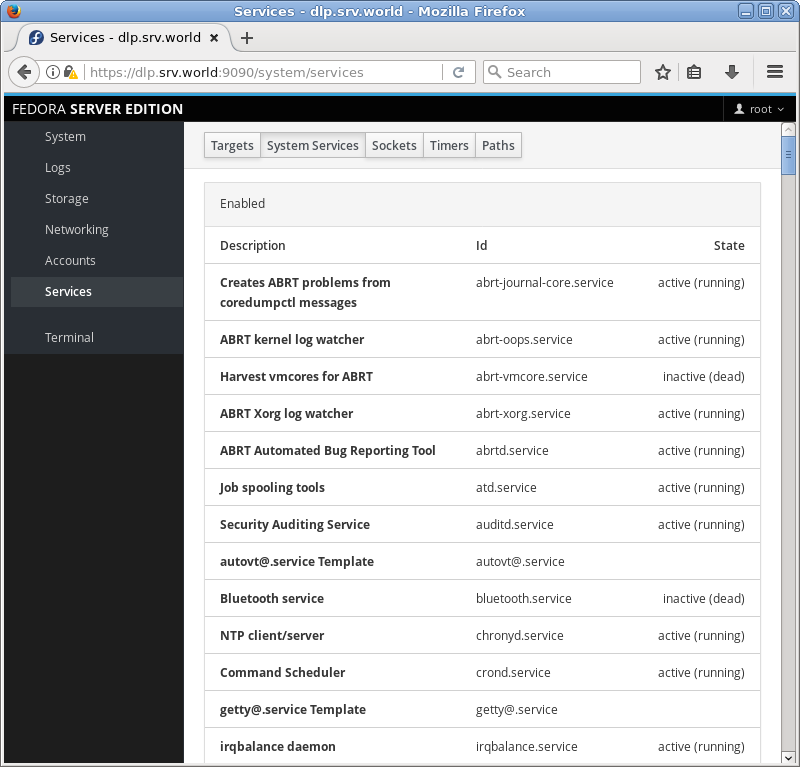 Services - dlp.srv.world - Mozilla Firefox
Services - dlp.srv.world
https://dlp.srv.world:9090/system/services
Search
FEDORA SERVER EDITION
root
System
Logs
Storage
Networking
Accounts
Services
Terminal
Targets System Services Sockets Timers Paths
Enabled
Description Id State
Creates ABRT problems from
coredumpctl messages
abrt-journal-core.service active (running)
ABRT kernel log watcher abrt-oops.service active (running)
Harvest vmcores for ABRT abrt-vmcore.service inactive (dead)
ABRT Xorg log watcher abrt-xorg.service active (running)
ABRT Automated Bug Reporting Tool abrtd.service active (running)
Job spooling tools atd.service active (running)
Security Auditing Service auditd.service active (running)
autovt@.service Template autovt@.service
Bluetooth service bluetooth.service inactive (dead)
NTP client/server chronyd.service active (running)
Command Scheduler crond.service active (running)
getty@.service Template getty@.service
irqbalance daemon irqbalance.service active (running)